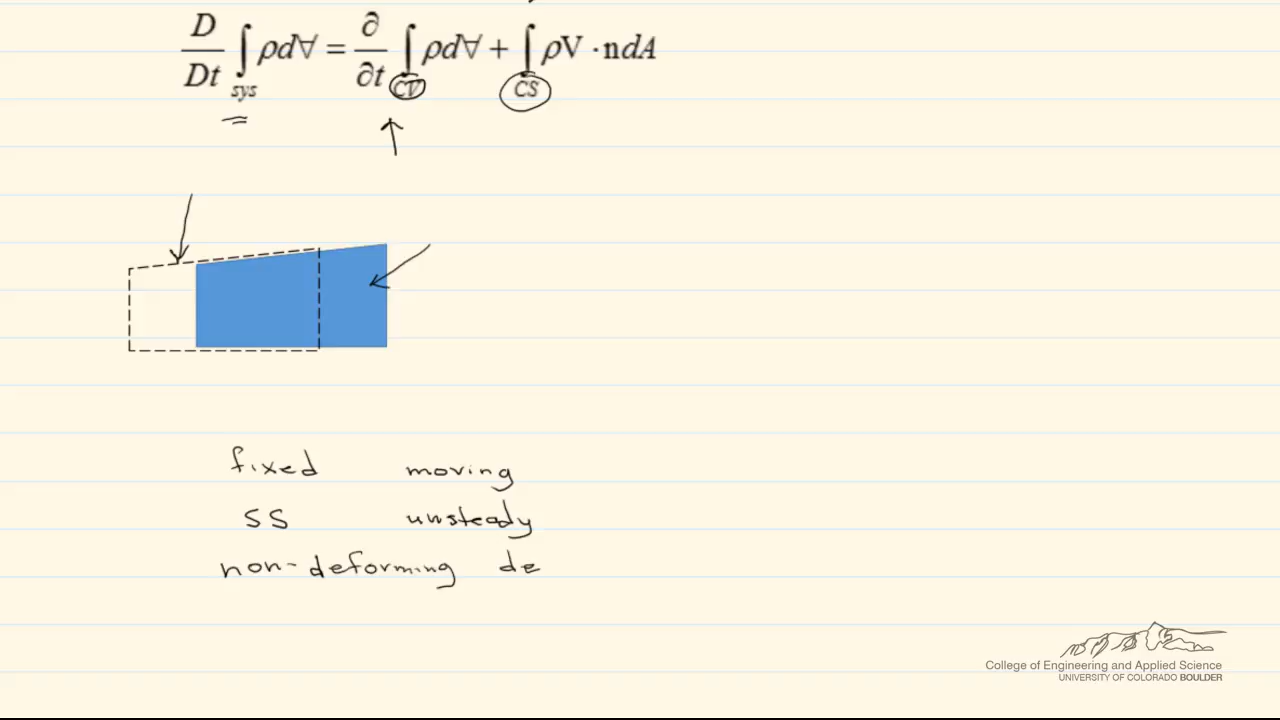 D/Dt ∫sys ρd∀ = ∂/∂t ∫CV ρd∀ + ∫CS ρV · ndA
fixed moving
SS unsteady
non-deforming de
College of Engineering and Applied Science
UNIVERSITY OF COLORADO BOULDER